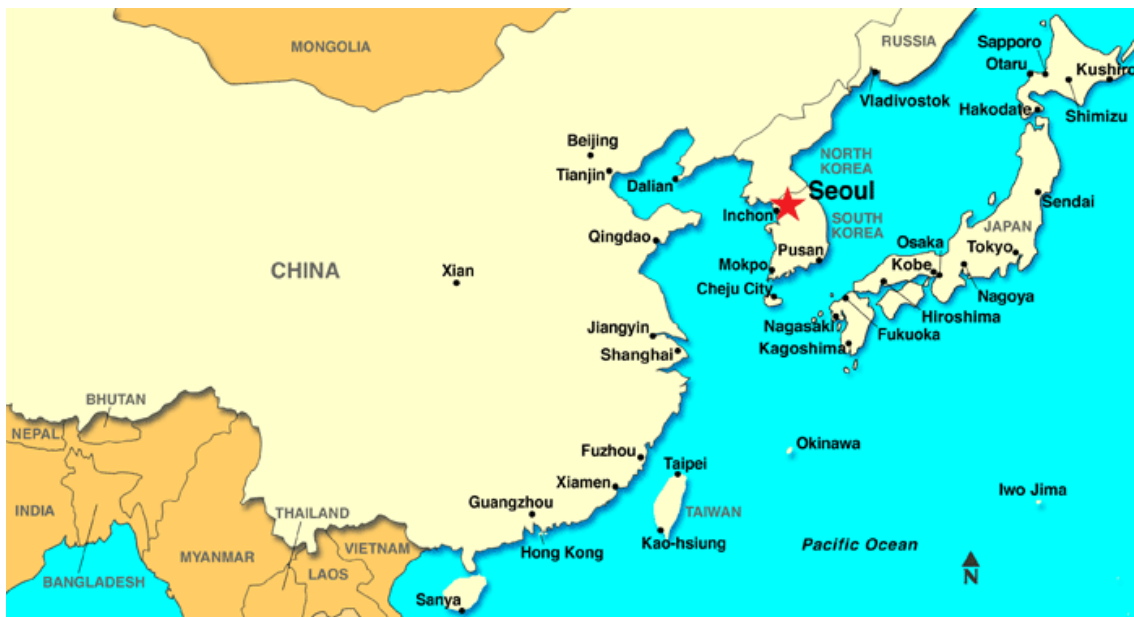 MONGOLIA
RUSSIA
Sapporo
Otaru
Kushiro
Vladivostok
Hakodate
Shimizu
Beijing
Tianjin
Dalian
NORTH
KOREA
Seoul
Inchon
SOUTH
KOREA
Sendai
JAPAN
Qingdao
Osaka
Tokyo
Pusan
Kobe
CHINA
Xian
Mokpo
Cheju City
Nagoya
Hiroshima
Nagasaki
Fukuoka
Kagoshima
Jiangyin
Shanghai
BHUTAN
NEPAL
Okinawa
Fuzhou
Taipei
Xiamen
Iwo Jima
Guangzhou
INDIA
THAILAND
TAIWAN
Hong Kong
Kao-hsiung
Pacific Ocean
MYANMAR
VIETNAM
LAOS
BANGLADESH
N
Sanya